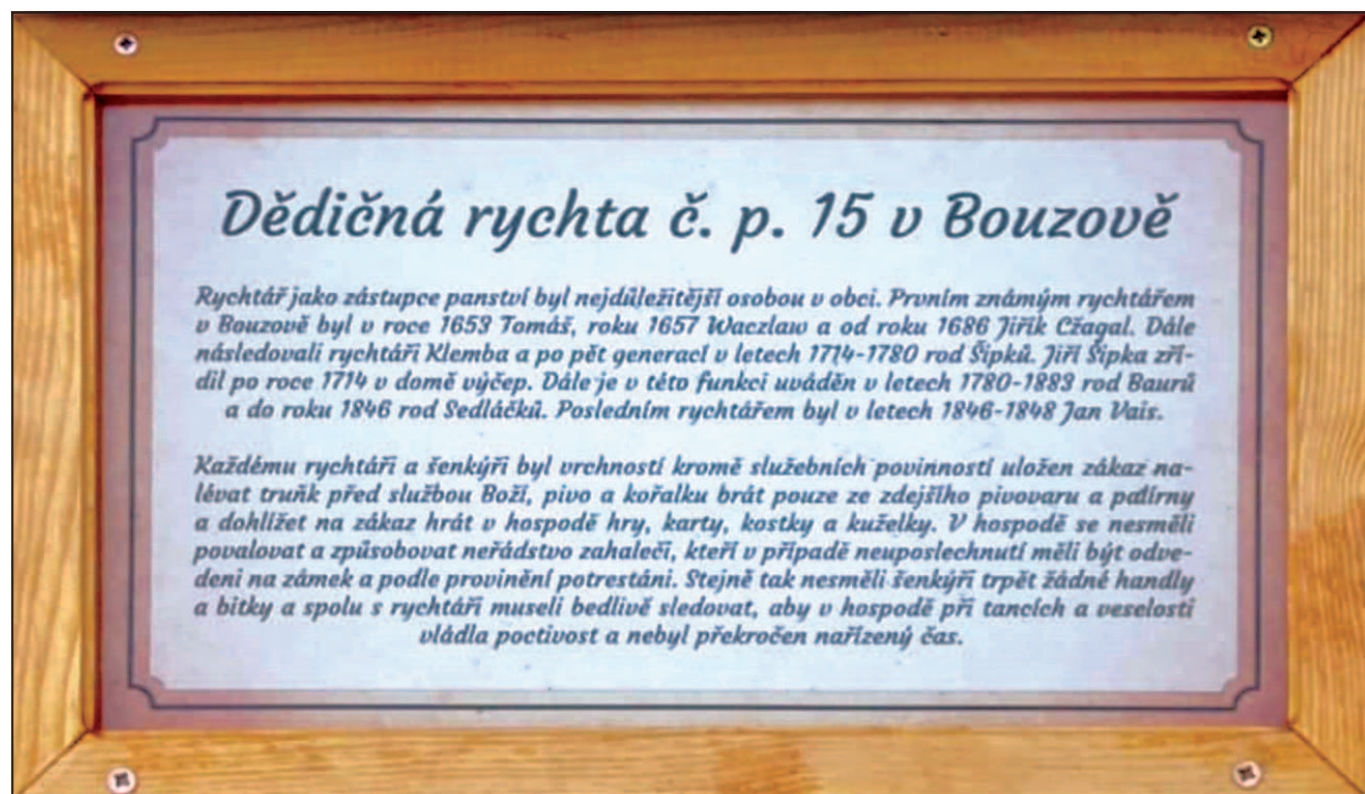 Dědičná rychta č. p. 15 v Bouzově
Rychtář jako zástupce panství byl nejdůležitější osobou v obci. Prvním známým rychtářem
v Bouzově byl v roce 1653 Tomáš, roku 1657 Waczlaw a od roku 1686 Jiřík Cžagal. Dále
následovali rychtáři Klemba a po pět generací v letech 1714-1780 rod Šipků. Jiří Šipka zří-
dil po roce 1714 v domě výčep. Dále je v této funkci uváděn v letech 1780-1883 rod Baurů
a do roku 1846 rod Sedláčků. Posledním rychtářem byl v letech 1846-1848 Jan Vais.
Každému rychtáři a šenkýři byl vrchností kromě služebních povinností uložen zákaz na-
lévat truňk před službou Boží, pivo a kořalku brát pouze ze zdejšího pivovaru a palírny
a dohlížet na zákaz hrát v hospodě hry, karty, kostky a kuželky. V hospodě se nesměli
povalovat a způsobovat neřádstvo zahaleči, kteří v případě neuposlechnutí měli být odve-
deni na zámek a podle provinění potrestáni. Stejně tak nesměli šenkýři trpět žádné handly
a bitky a spolu s rychtáři museli bedlivě sledovat, aby v hospodě při tancích a veselosti
vládla poctivost a nebyl překročen nařízený čas.